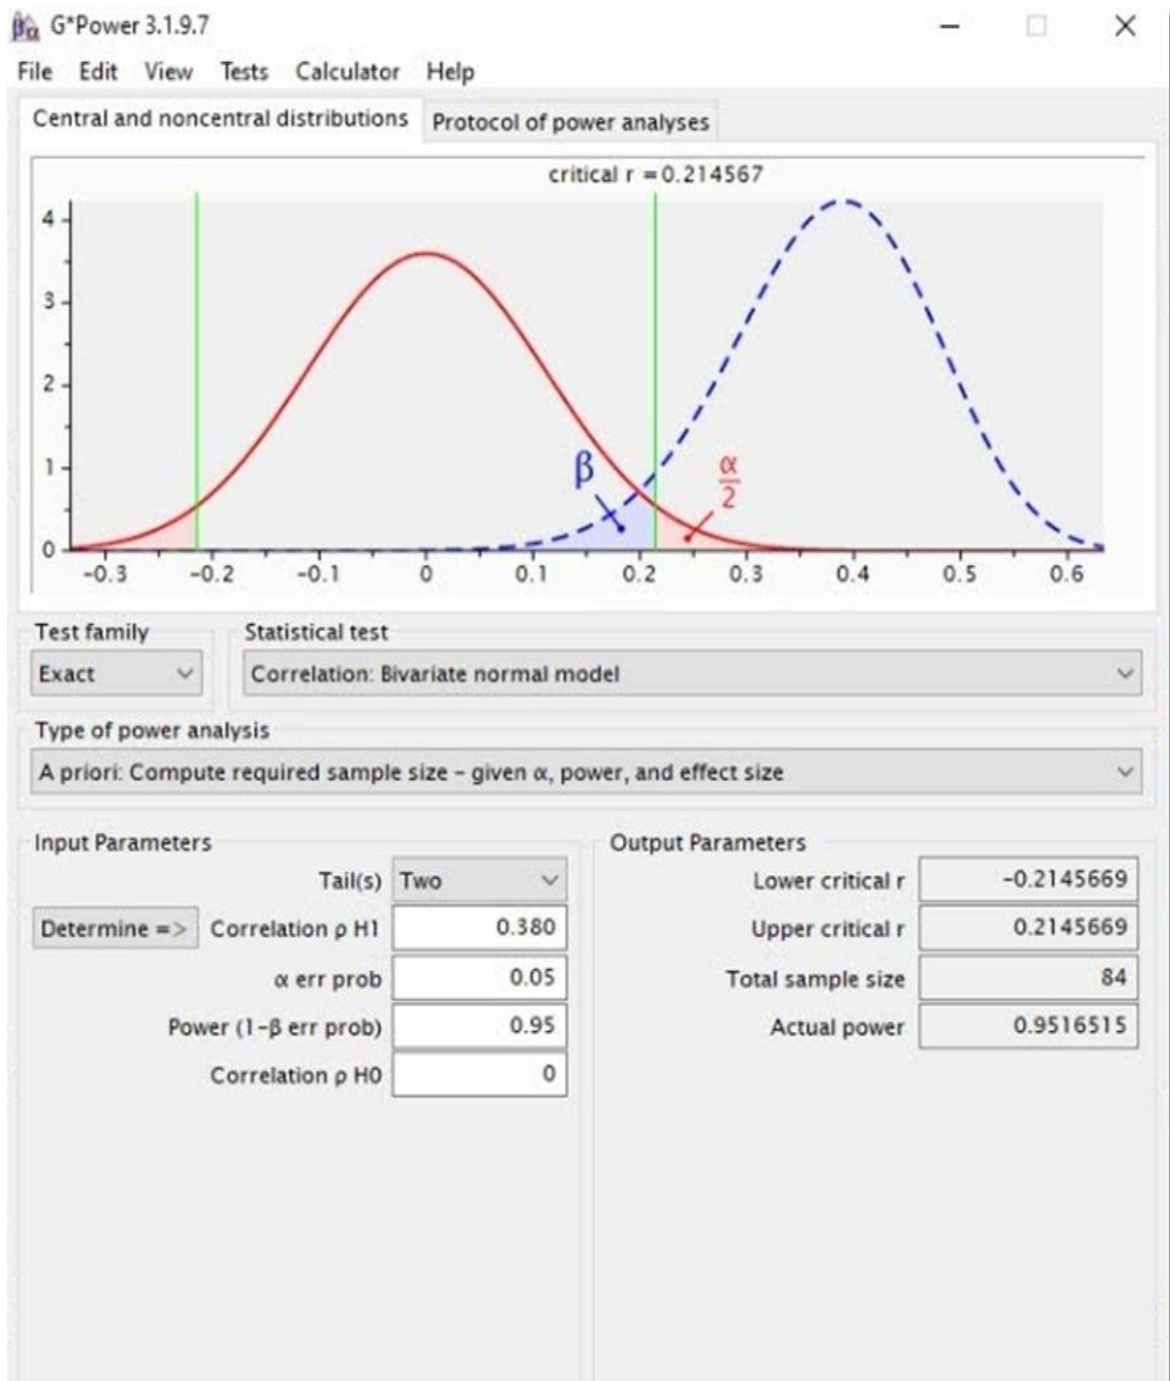 G*Power 3.1.9.7
File Edit View Tests Calculator Help
Central and noncentral distributions Protocol of power analyses
critical r = 0.214567
4
3
2
1
0
β
α
2
-0.3 -0.2 -0.1 0 0.1 0.2 0.3 0.4 0.5 0.6
Test family Statistical test
Exact Correlation: Bivariate normal model
Type of power analysis
A priori: Compute required sample size – given α, power, and effect size
Input Parameters Output Parameters
Tail(s) Two Lower critical r -0.2145669
Determine => Correlation ρ H1 0.380 Upper critical r 0.2145669
α err prob 0.05 Total sample size 84
Power (1-β err prob) 0.95 Actual power 0.9516515
Correlation ρ H0 0